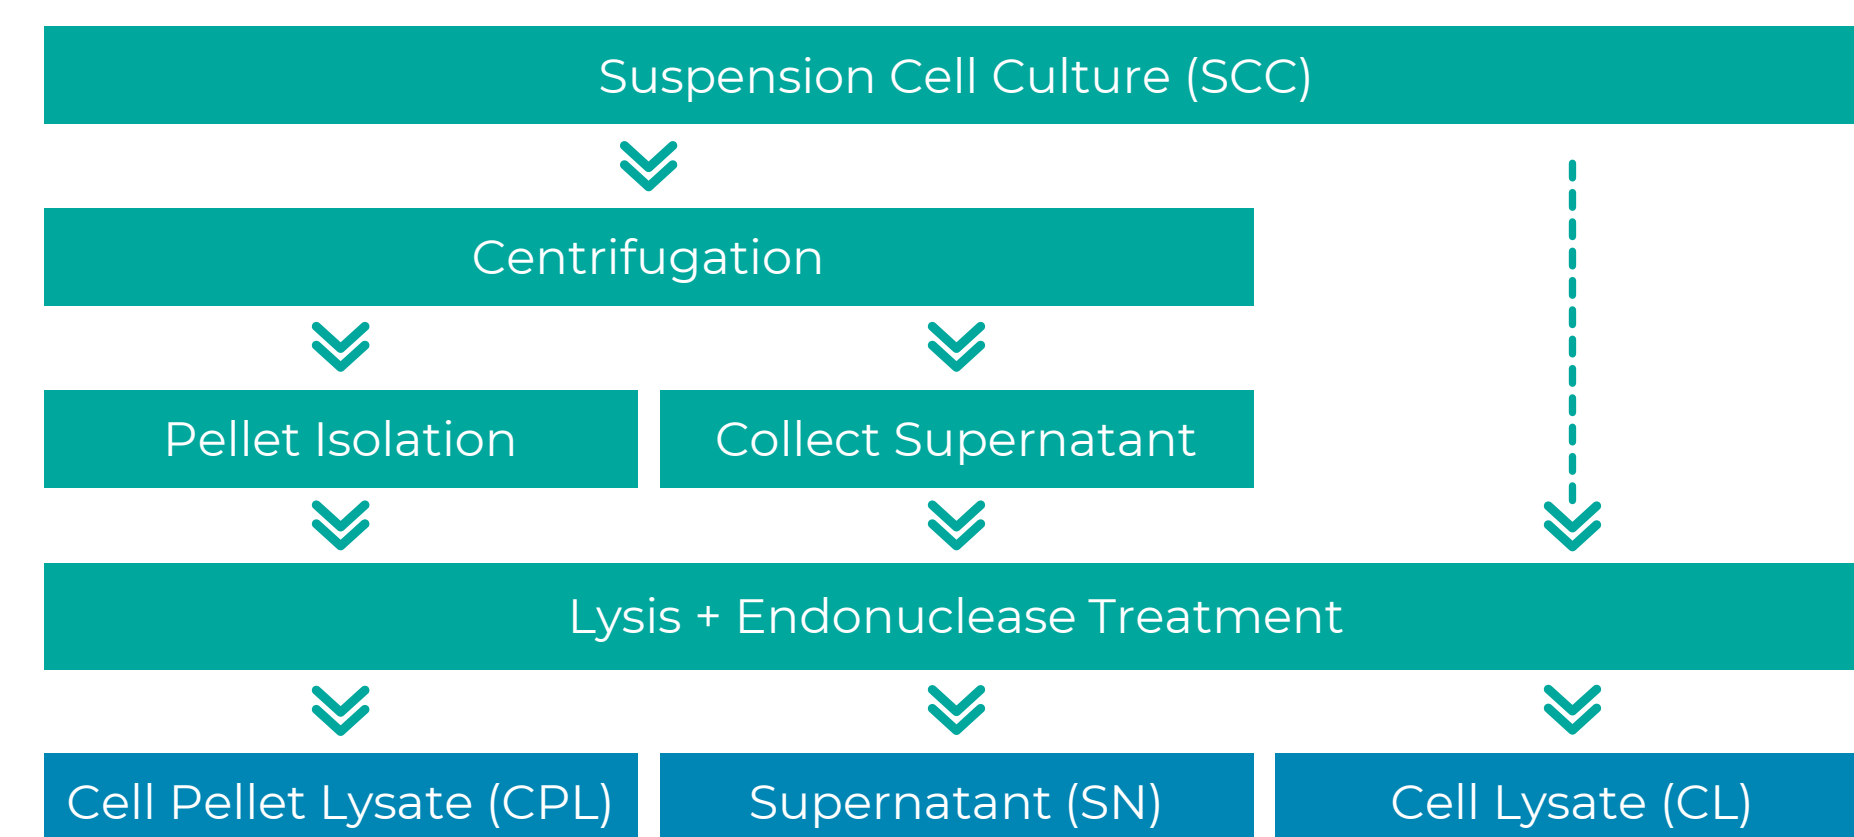 Suspension Cell Culture (SCC)
Centrifugation
Pellet Isolation
Collect Supernatant
Lysis + Endonuclease Treatment
Cell Pellet Lysate (CPL)
Supernatant (SN)
Cell Lysate (CL)